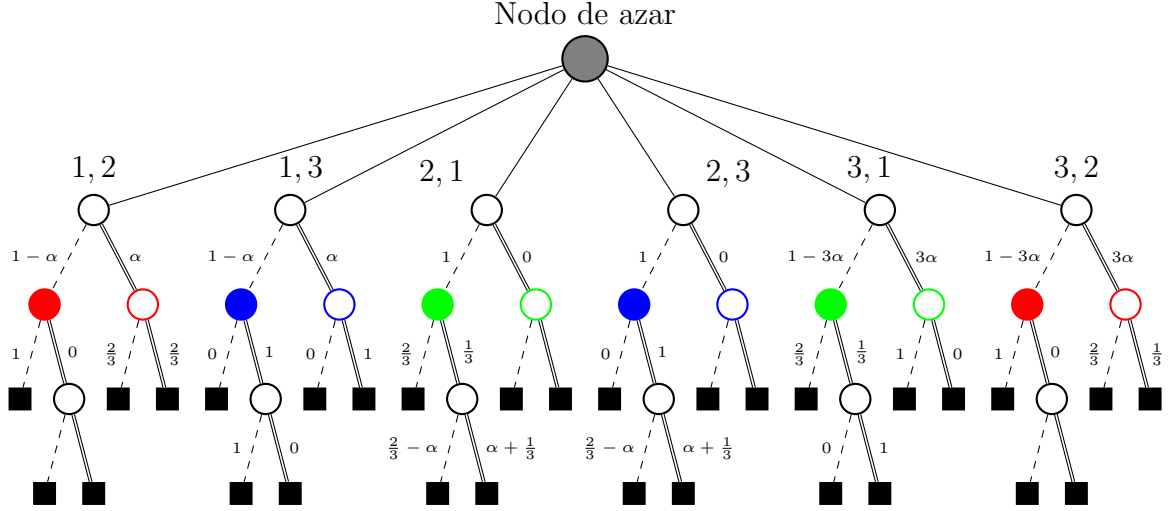 Nodo de azar
1, 2
1, 3
2, 1
2, 3
3, 1
3, 2
1 − α
α
1 − α
α
1
0
1
0
1 − 3α
3α
1 − 3α
3α
1
0
2/3
2/3
0
1
0
1
2/3
1/3
0
1
2/3
1/3
1
0
1
0
2/3
1/3
1
0
2/3 − α
α + 1/3
2/3 − α
α + 1/3
0
1